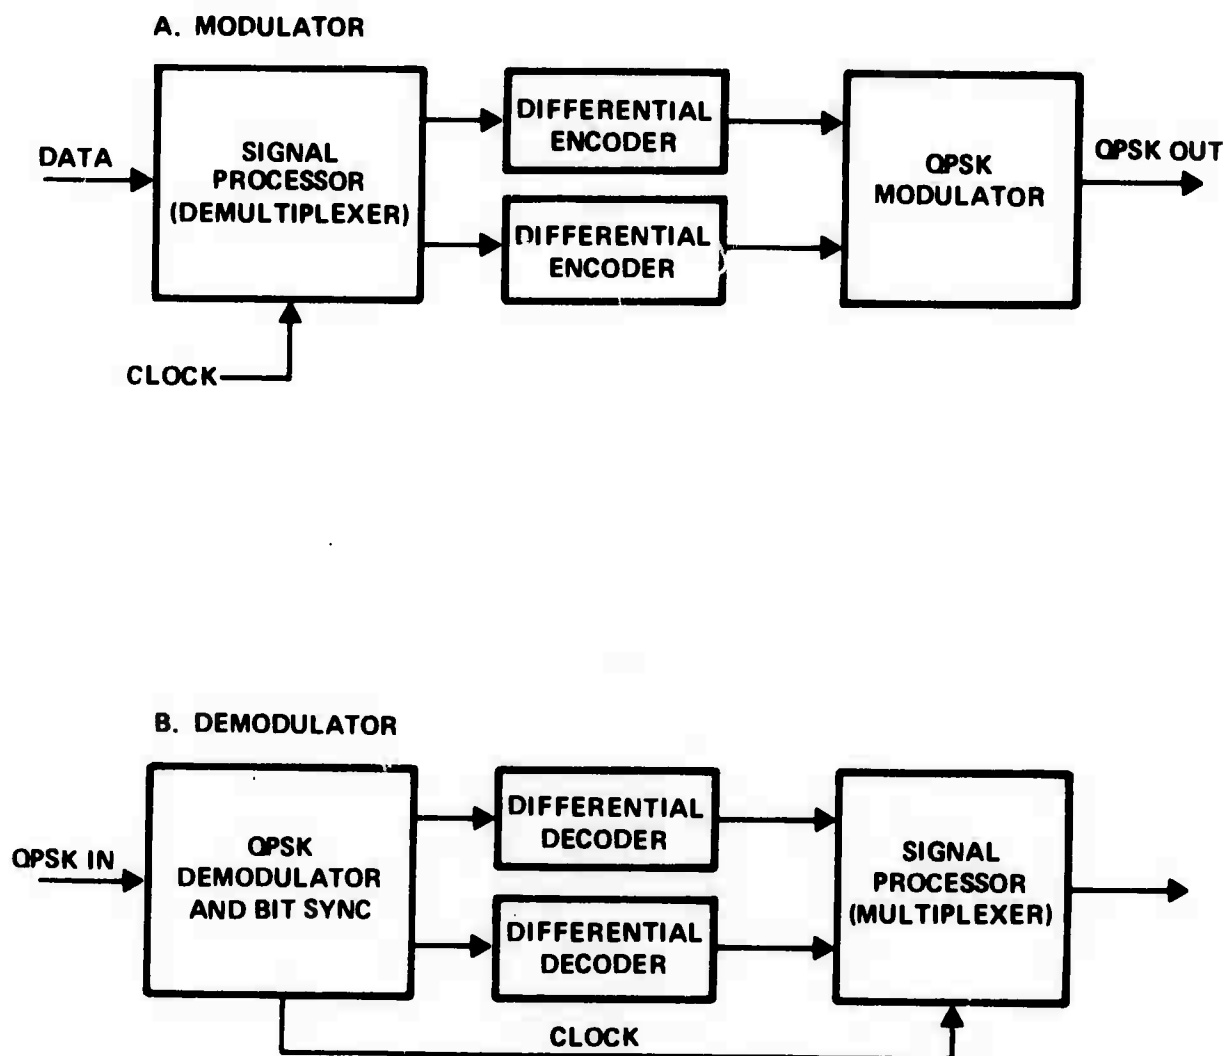 A. MODULATOR
DATA
SIGNAL
PROCESSOR
(DEMULTIPLEXER)
CLOCK
DIFFERENTIAL
ENCODER
DIFFERENTIAL
ENCODER
QPSK
MODULATOR
QPSK OUT
B. DEMODULATOR
QPSK IN
QPSK
DEMODULATOR
AND BIT SYNC
DIFFERENTIAL
DECODER
DIFFERENTIAL
DECODER
SIGNAL
PROCESSOR
(MULTIPLEXER)
CLOCK